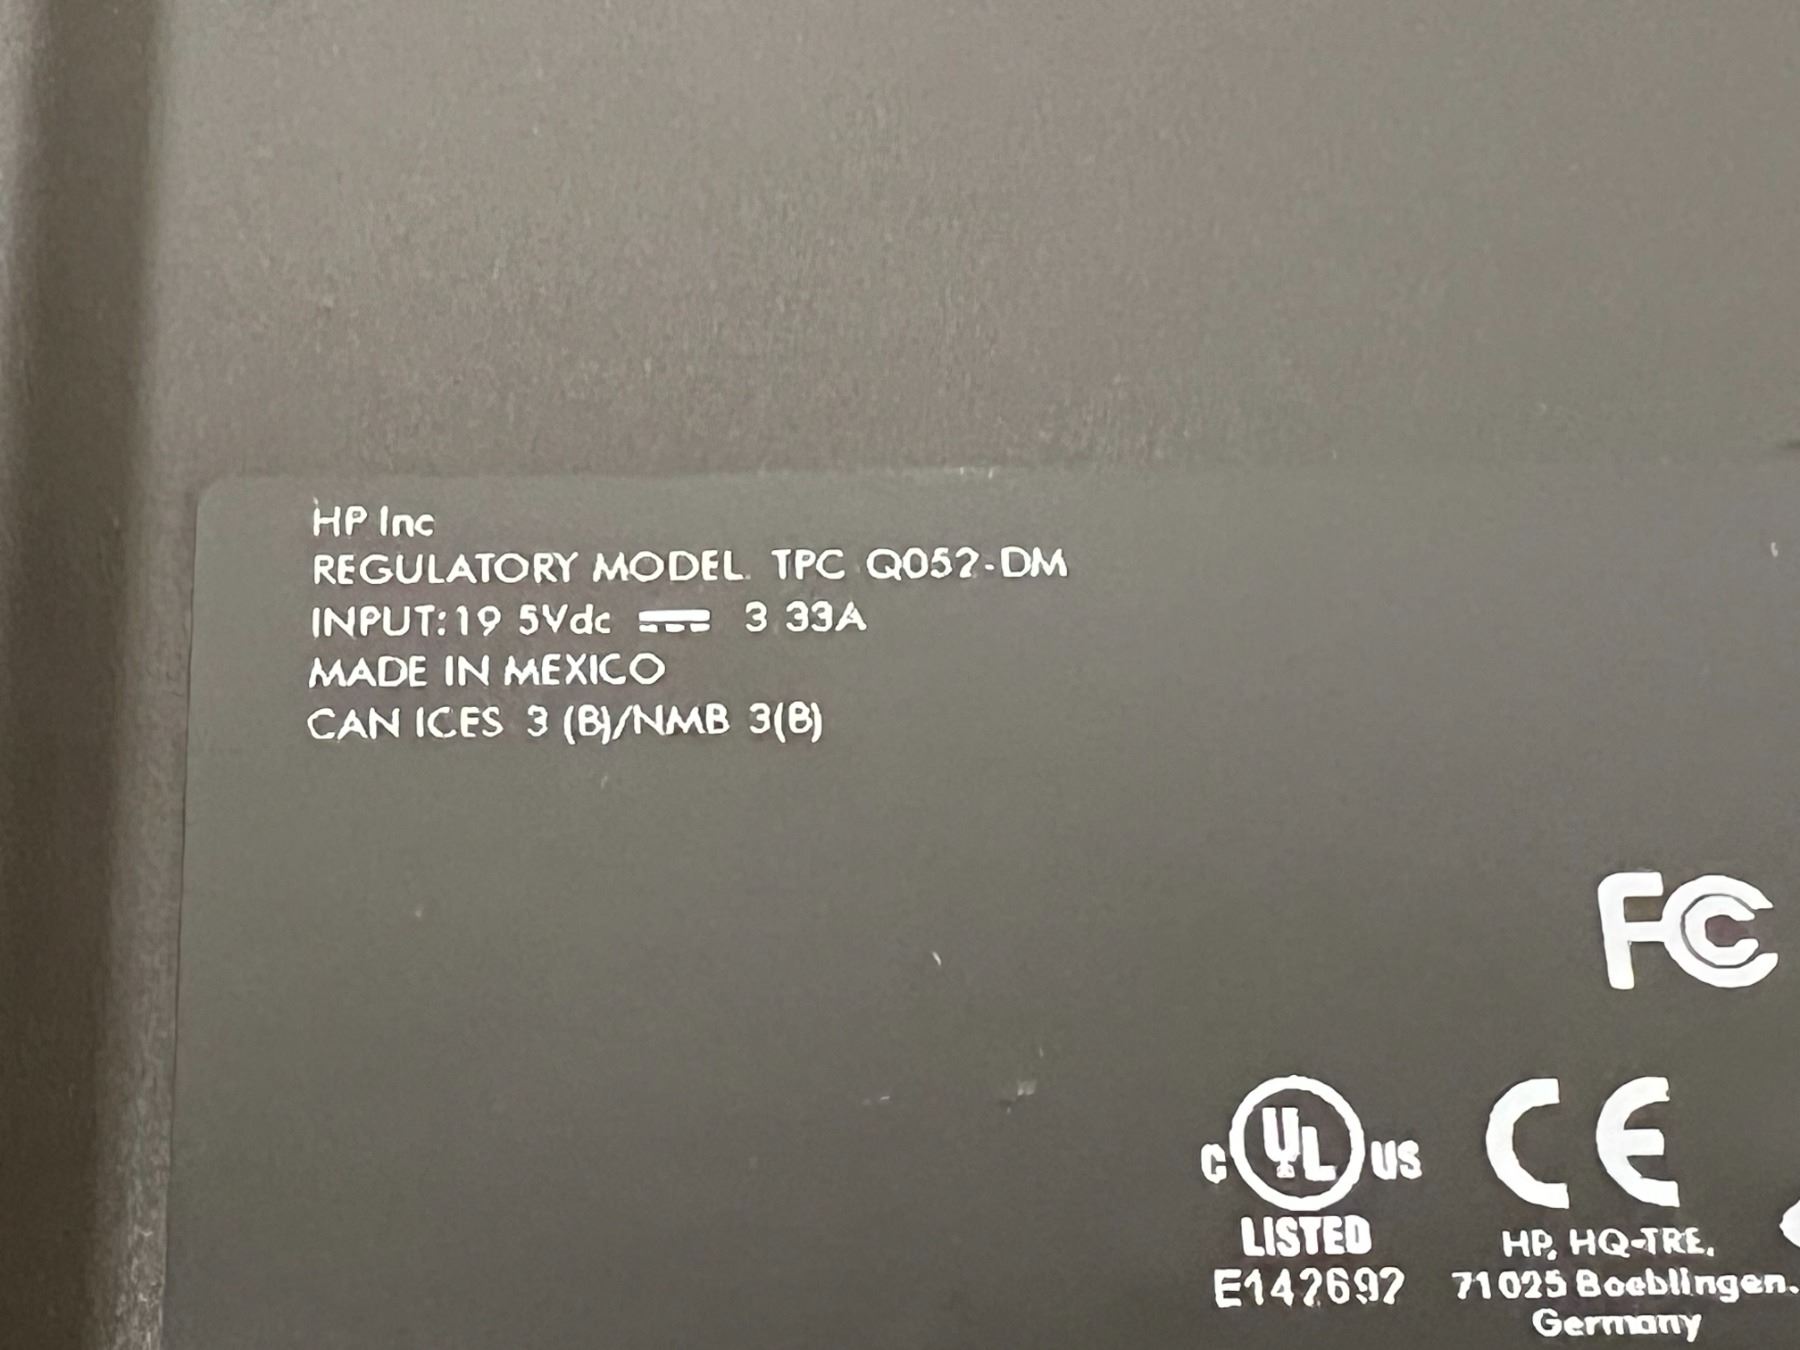 HP Inc
REGULATORY MODEL TPC Q052-DM
INPUT: 19 5Vdc 3 33A
MADE IN MEXICO
CAN ICES 3 (B)/NMB 3(B)
FC
C UL US
CE
LISTED
E142692
HP, HQ-TRE,
71025 Boeblingen.
Germany